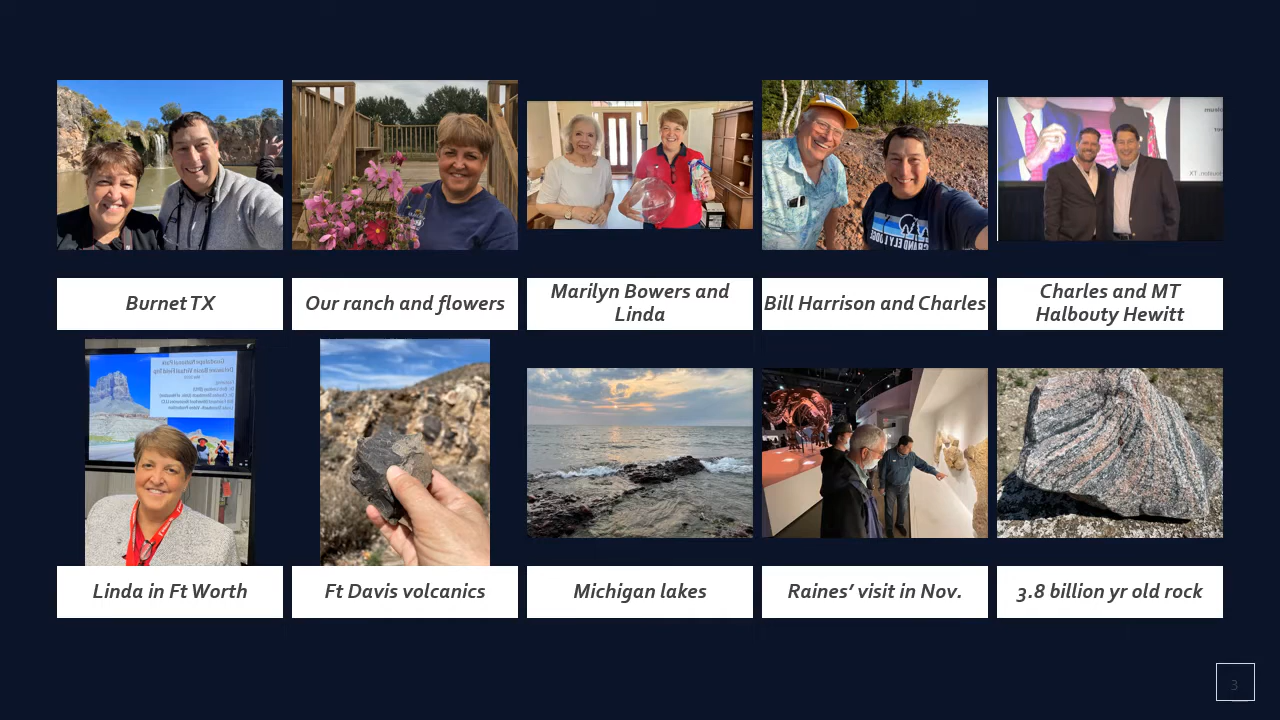 Burnet TX
Our ranch and flowers
Marilyn Bowers and
Linda
Bill Harrison and Charles
Charles and MT
Halbouty Hewitt
Linda in Ft Worth
Ft Davis volcanics
Michigan lakes
Raines’ visit in Nov.
3.8 billion yr old rock
3